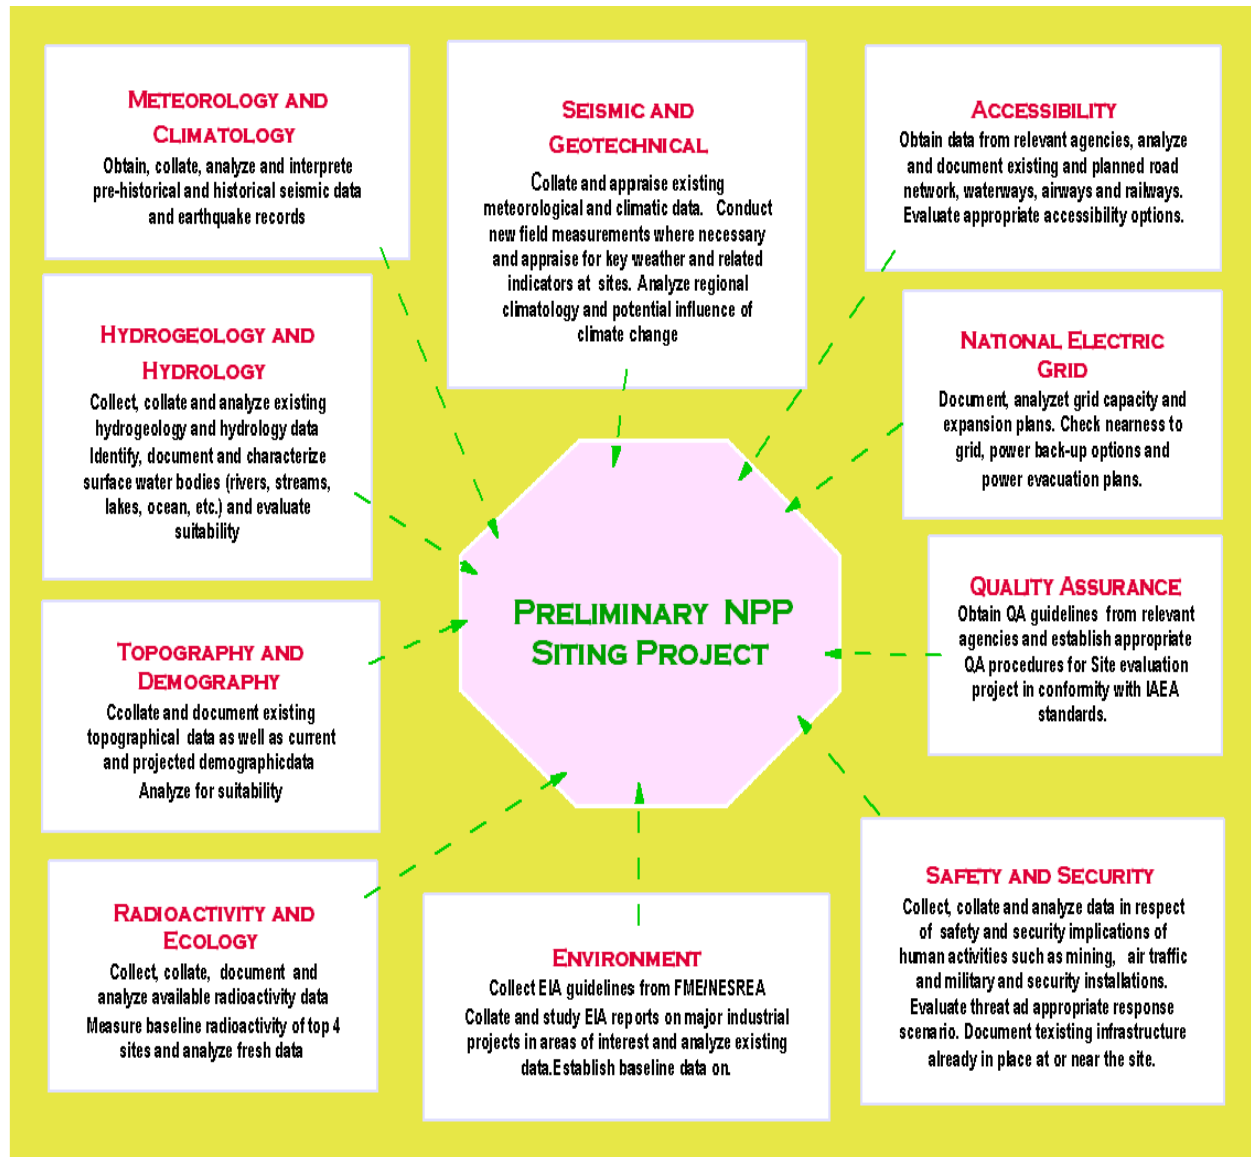 METEOROLOGY AND
CLIMATOLOGY
Obtain, collate, analyze and interprete
pre-historical and historical seismic data
and earthquake records
SEISMIC AND
GEOTECHNICAL
Collate and appraise existing
meteorological and climatic data. Conduct
new field measurements where necessary
and appraise for key weather and related
indicators at sites. Analyze regional
climatology and potential influence of
climate change
ACCESSIBILITY
Obtain data from relevant agencies, analyze
and document existing and planned road
network, waterways, airways and railways.
Evaluate appropriate accessibility options.
HYDROGEOLOGY AND
HYDROLOGY
Collect, collate and analyze existing
hydrogeology and hydrology data
Identify, document and characterize
surface water bodies (rivers, streams,
lakes, ocean, etc.) and evaluate
suitability
NATIONAL ELECTRIC
GRID
Document, analyzet grid capacity and
expansion plans. Check nearness to
grid, power back-up options and
power evacuation plans.
PRELIMINARY NPP
SITING PROJECT
QUALITY ASSURANCE
Obtain QA guidelines from relevant
agencies and establish appropriate
QA procedures for Site evaluation
project in conformity with IAEA
standards.
TOPOGRAPHY AND
DEMOGRAPHY
Ccollate and document existing
topographical data as well as current
and projected demographicdata
Analyze for suitability
SAFETY AND SECURITY
Collect, collate and analyze data in respect
of safety and security implications of
human activities such as mining, air traffic
and military and security installations.
Evaluate threat ad appropriate response
scenario. Document texisting infrastructure
already in place at or near the site.
RADIOACTIVITY AND
ECOLOGY
Collect, collate, document and
analyze available radioactivity data
Measure baseline radioactivity of top 4
sites and analyze fresh data
ENVIRONMENT
Collect EIA guidelines from FME/NESREA
Collate and study EIA reports on major industrial
projects in areas of interest and analyze existing
data.Establish baseline data on.